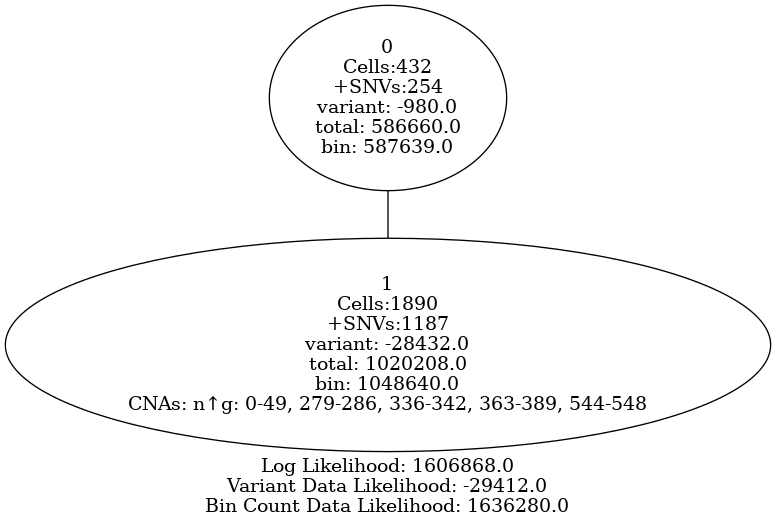 0
Cells:432
+SNVs:254
variant: -980.0
total: 586660.0
bin: 587639.0
1
Cells:1890
+SNVs:1187
variant: -28432.0
total: 1020208.0
bin: 1048640.0
CNAs: n↑g: 0-49, 279-286, 336-342, 363-389, 544-548
Log Likelihood: 1606868.0
Variant Data Likelihood: -29412.0
Bin Count Data Likelihood: 1636280.0